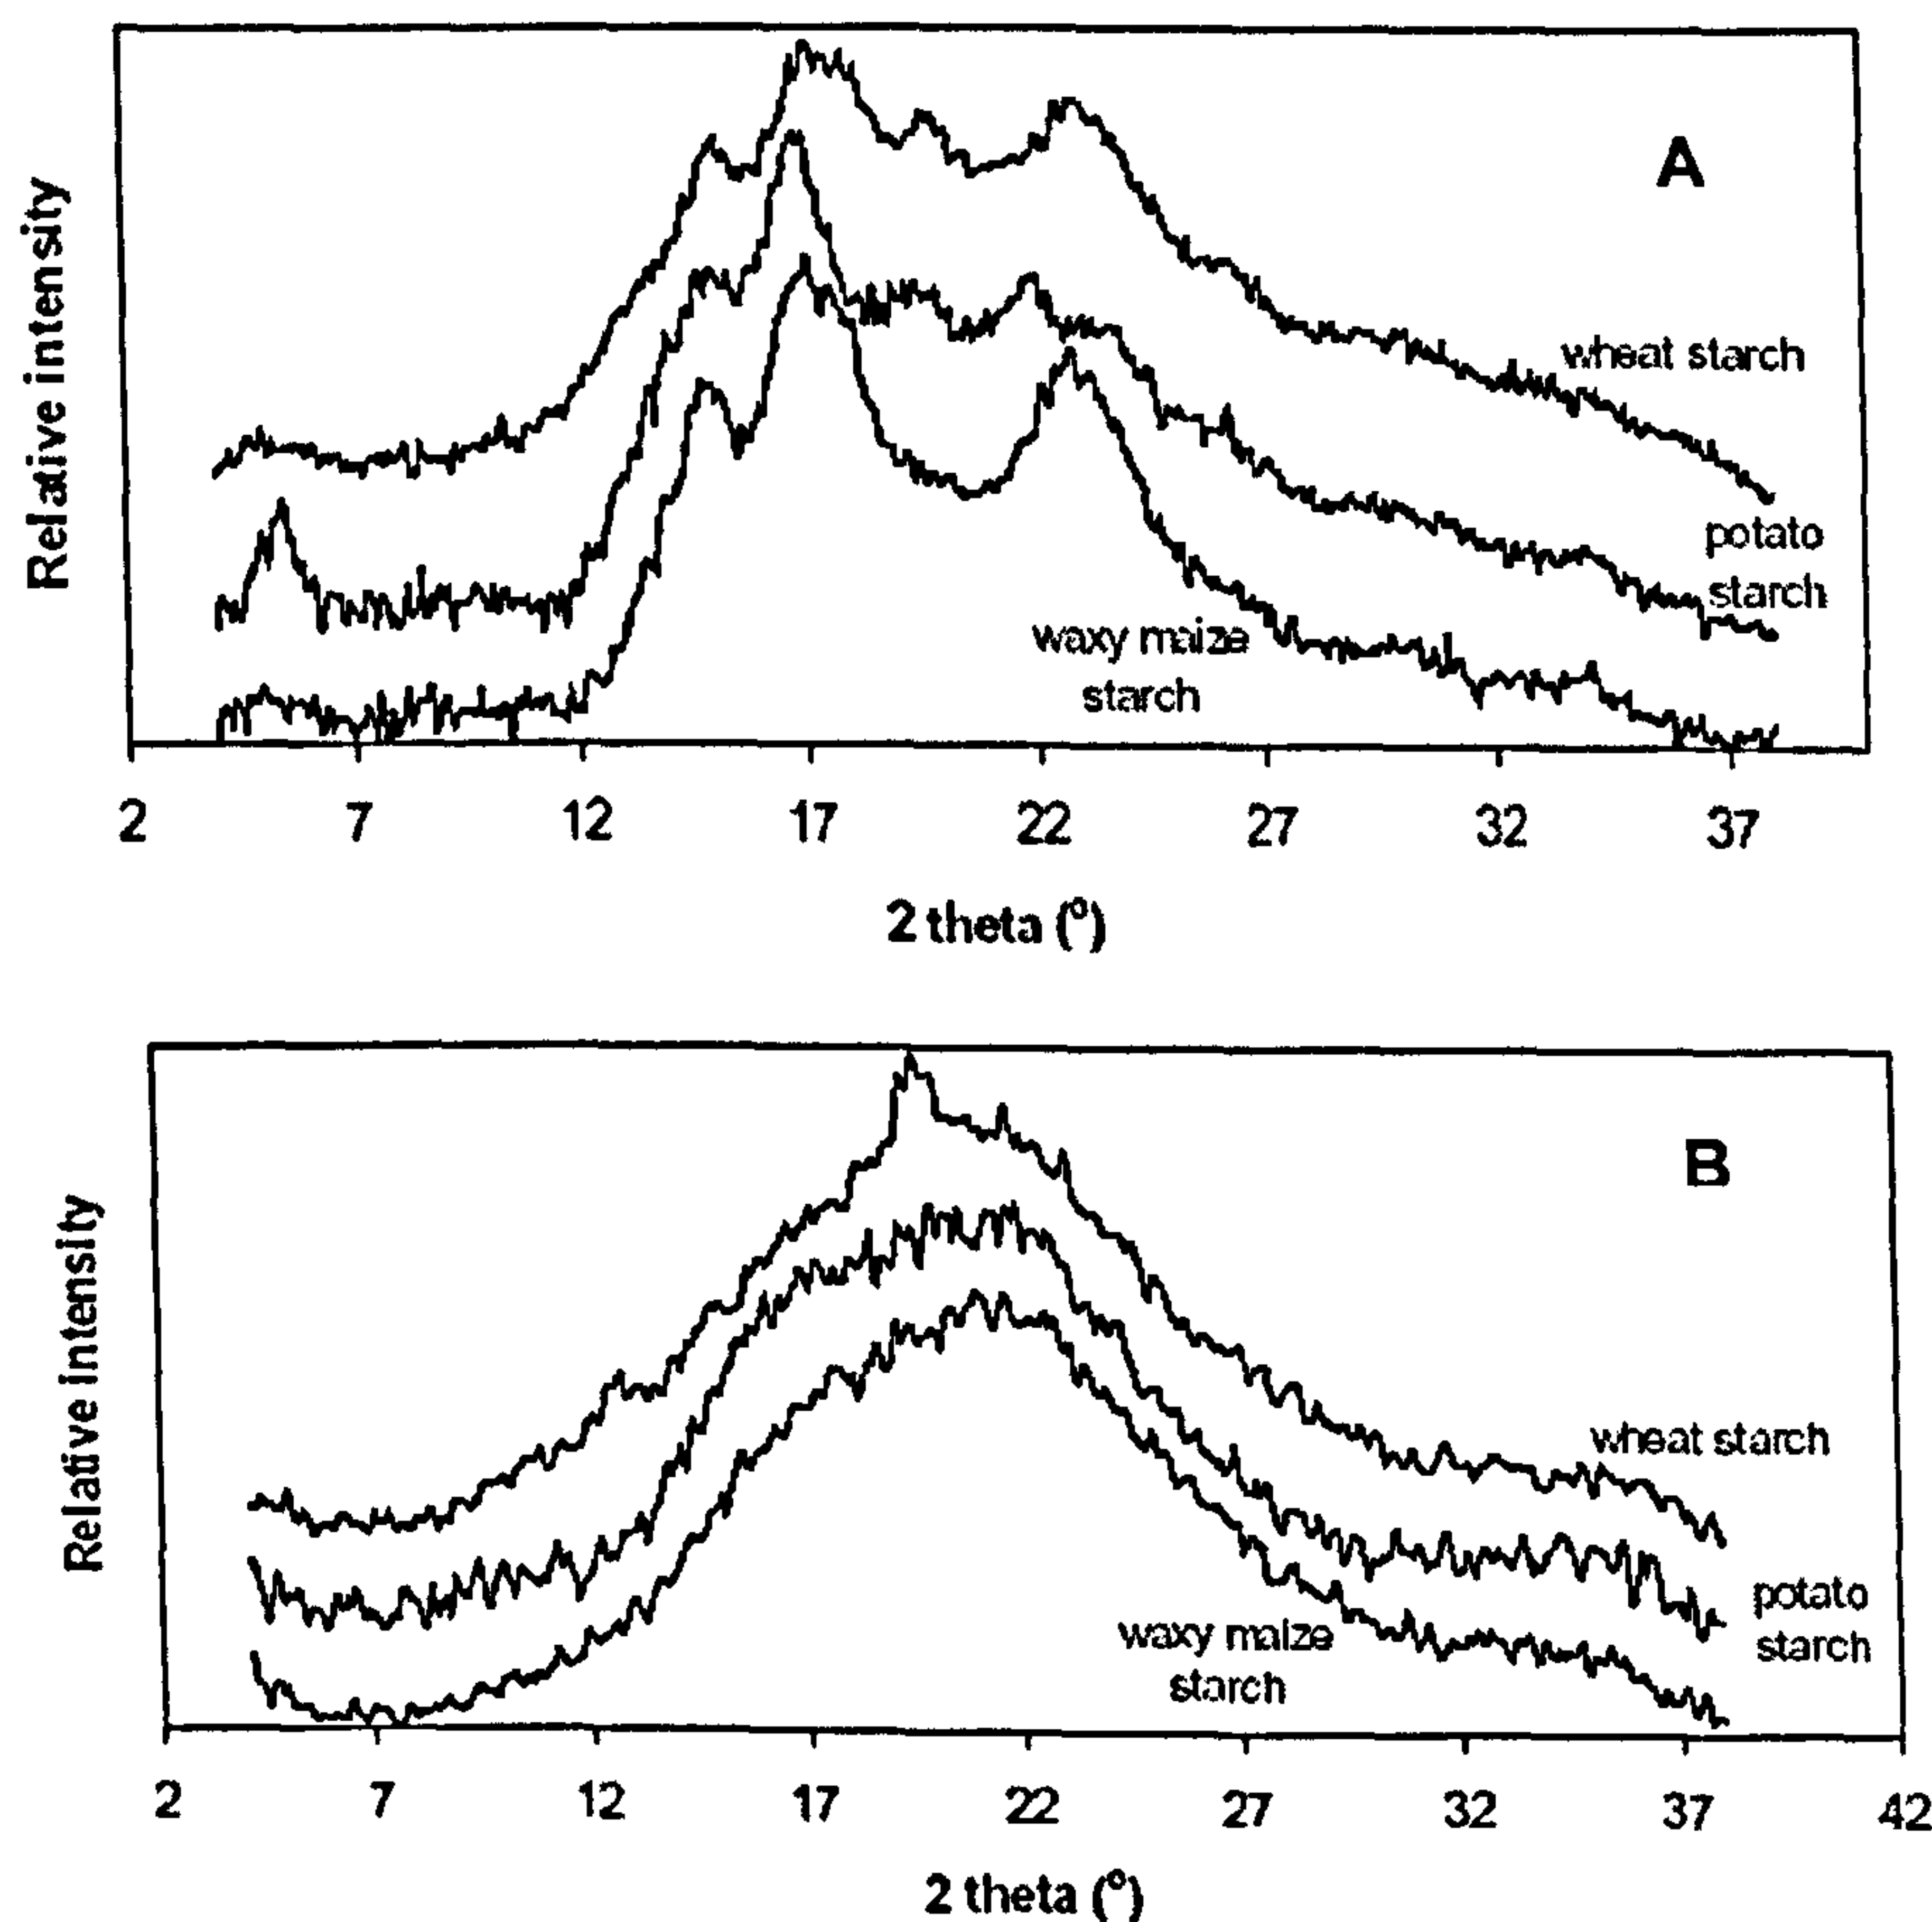 A
Relative intensity
wheat starch
potato
starch
waxy maize
starch
2 7 12 17 22 27 32 37
2 theta (º)
B
Relative intensity
wheat starch
potato
starch
waxy maize
starch
2 7 12 17 22 27 32 37 42
2 theta (º)